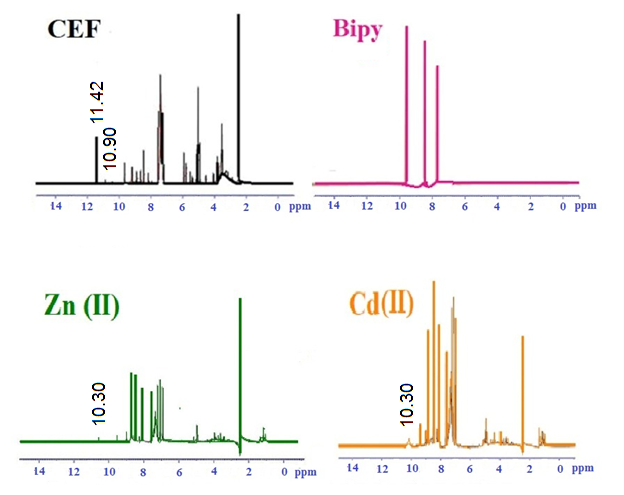 CEF
11.42
10.90
14 12 10 8 6 4 2 0 ppm
Bipy
14 12 10 8 6 4 2 0 ppm
Zn (II)
10.30
14 12 10 8 6 4 2 0 ppm
Cd(II)
10.30
14 12 10 8 6 4 2 0 ppm